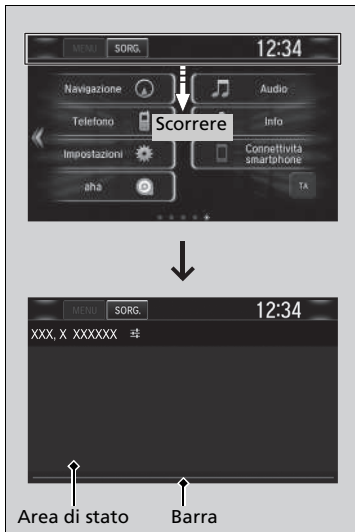 MENU SORG. 12:34
Navigazione Audio
Telefono Info
Scorrere
Impostazioni Connettività smartphone
aha TA
MENU SORG. 12:34
XXX, X XXXXXX
Area di stato Barra